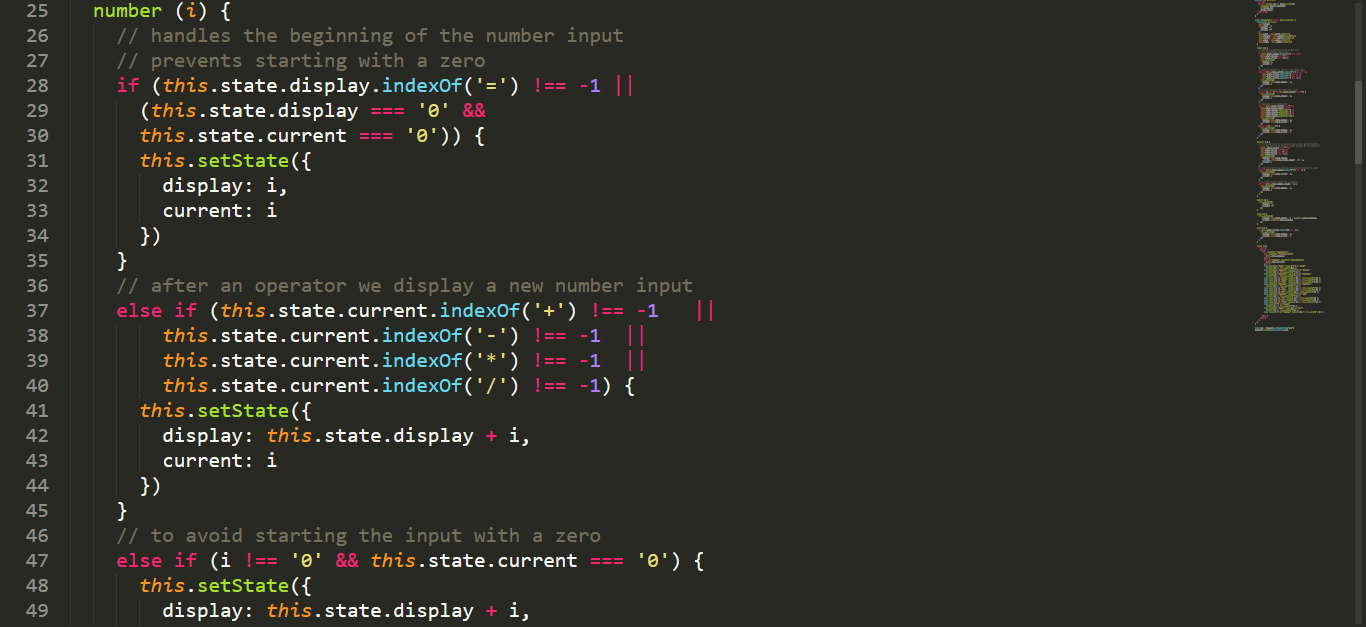 25 number (i) {
26 // handles the beginning of the number input
27 // prevents starting with a zero
28 if (this.state.display.indexOf('=') !== -1 ||
29 (this.state.display === '0' &&
30 this.state.current === '0')) {
31 this.setState({
32 display: i,
33 current: i
34 })
35 }
36 // after an operator we display a new number input
37 else if (this.state.current.indexOf('+') !== -1 ||
38 this.state.current.indexOf('-') !== -1 ||
39 this.state.current.indexOf('*') !== -1 ||
40 this.state.current.indexOf('/') !== -1) {
41 this.setState({
42 display: this.state.display + i,
43 current: i
44 })
45 }
46 // to avoid starting the input with a zero
47 else if (i !== '0' && this.state.current === '0') {
48 this.setState({
49 display: this.state.display + i,